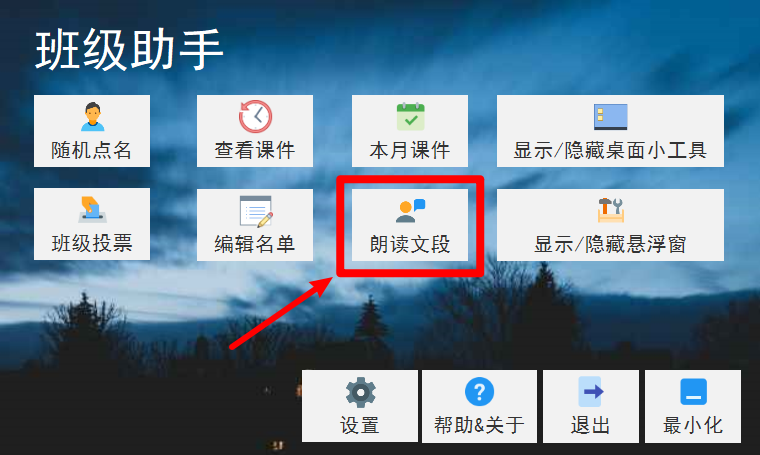 班级助手
随机点名
查看课件
本月课件
显示/隐藏桌面小工具
班级投票
编辑名单
朗读文段
显示/隐藏悬浮窗
设置
帮助&关于
退出
最小化